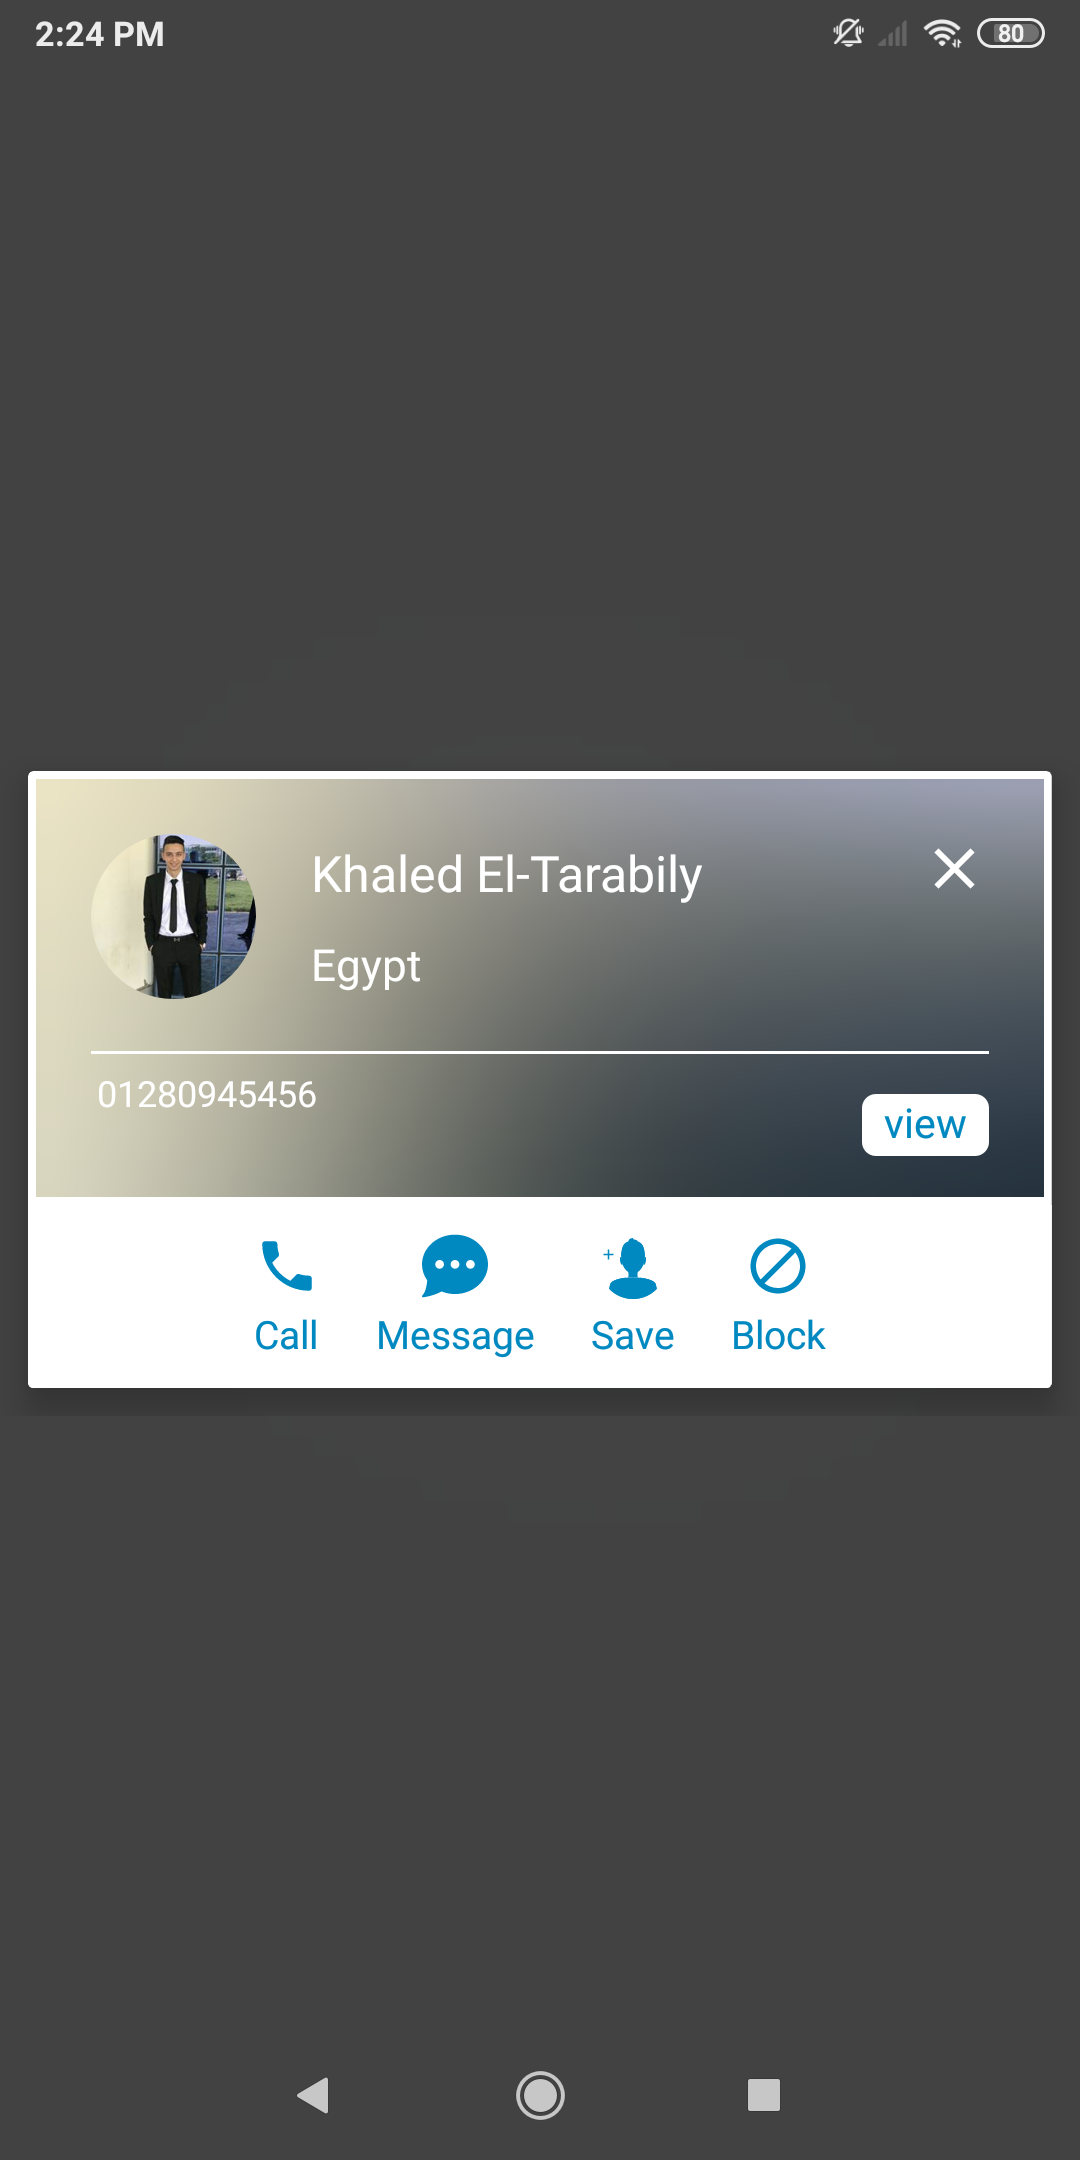 2:24 PM
80
Khaled El-Tarabily
Egypt
01280945456
view
Call
Message
Save
Block